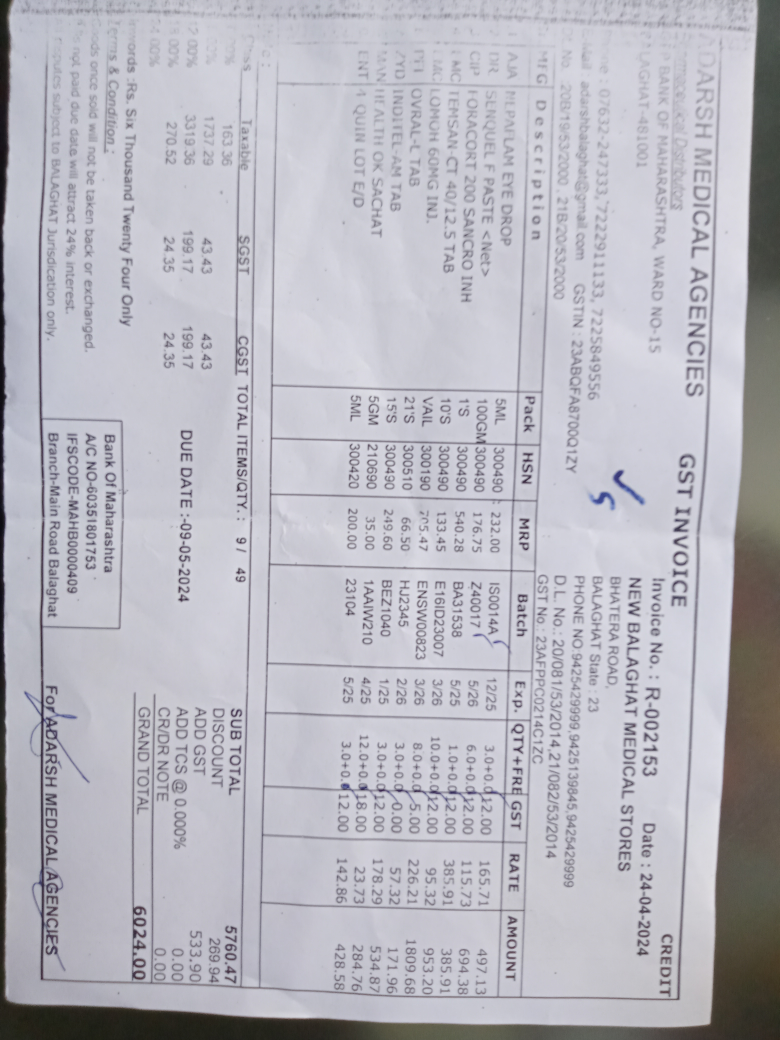 ADARSH MEDICAL AGENCIES
GST INVOICE
CREDIT
Pharmaceutical Distributors
BANK OF MAHARASHTRA, WARD NO-15
BALAGHAT-481001
07632-247333, 7222911133, 7225849556
adarshbalaghat@gmail.com GSTIN : 23ABQFA8700Q1ZY
No : 20B/19/53/2000 21B/20/53/2000
Invoice No. : R-002153 Date : 24-04-2024
NEW BALAGHAT MEDICAL STORES
BHATERA ROAD,
BALAGHAT State : 23
PHONE NO:9425429999,9425139845,9425429999
D.L. No.: 20/081/53/2014,21/082/53/2014
GST No : 23AFPPC0214C1ZC
MFG Description Pack HSN MRP Batch Exp. QTY+FRE GST RATE AMOUNT
AJA NEPAFLAM EYE DROP 5ML 300490 232.00 IS0014A 12/25 3.0+0.0 12.00 165.71 497.13
DR SENQUEL F PASTE <Net> 100GM 300490 176.75 Z40017 5/26 6.0+0.0 12.00 115.73 694.38
CIP FORACORT 200 SANCRO INH 1'S 300490 540.28 BA31538 5/25 1.0+0.0 12.00 385.91 385.91
TEMSAN-CT 40/12.5 TAB 10'S 300490 133.45 E16ID23007 3/26 10.0+0.0 12.00 95.32 953.20
LOMOH 60MG INJ. VAIL 300190 ENSW00823 3/26 8.0+0.0 5.00 226.21 1809.68
OVRAL-L TAB 21'S 300510 66.50 HJ2345 2/26 3.0+0.0 0.00 57.32 171.96
ZYD INDITEL-AM TAB 15'S 300490 249.60 BEZ1040 1/25 3.0+0.0 12.00 178.29 534.87
MAN HEALTH OK SACHAT 5GM 210690 35.00 1AAIW210 4/25 12.0+0.0 18.00 23.73 284.76
ENT 4 QUIN LOT E/D 5ML 300420 200.00 23104 5/25 3.0+0.0 12.00 142.86 428.58
Taxable SGST CGST TOTAL ITEMS/QTY. : 9 / 49
163.36
1737.29 43.43 43.43
3319.36 199.17 199.17
270.52 24.35 24.35
DUE DATE :-09-05-2024
SUB TOTAL 5760.47
DISCOUNT 269.94
ADD GST 533.90
ADD TCS @ 0.000% 0.00
CR/DR NOTE 0.00
GRAND TOTAL 6024.00
:Rs. Six Thousand Twenty Four Only
Terms & Condition :
once sold will not be taken back or exchanged.
not paid due date will attract 24% interest.
subject to BALAGHAT Jurisdication only.
Bank Of Maharashtra
A/C NO-60351801753
IFSCODE-MAHB0000409
Branch-Main Road Balaghat
For ADARSH MEDICAL AGENCIES